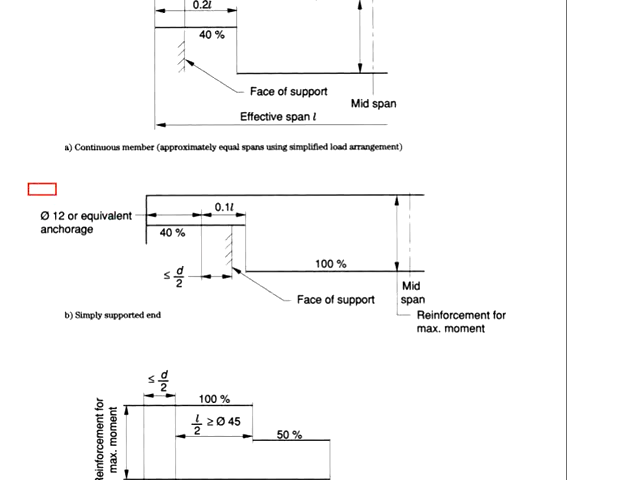 0.2l
40 %
Face of support
Mid span
Effective span l
a) Continuous member (approximately equal spans using simplified load arrangement)
Ø 12 or equivalent
anchorage
0.1l
40 %
100 %
≤ d/2
Mid
span
Face of support
Reinforcement for
max. moment
b) Simply supported end
≤ d/2
100 %
l/2 ≥ Ø 45
50 %
Reinforcement for
max. moment